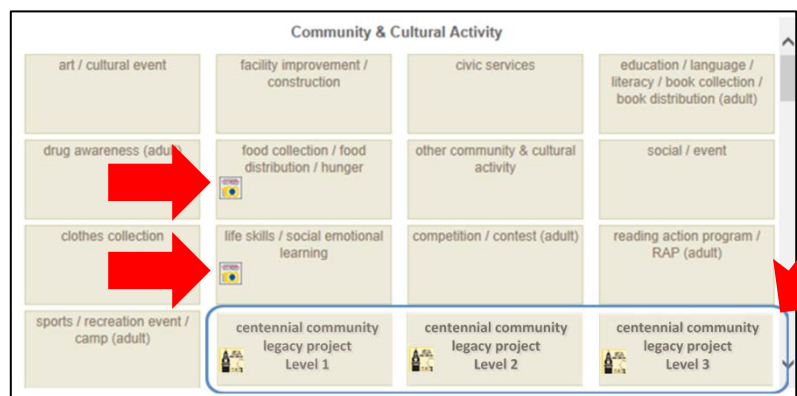 Community & Cultural Activity
art / cultural event
facility improvement /
construction
civic services
education / language /
literacy / book collection /
book distribution (adult)
drug awareness (adult)
food collection / food
distribution / hunger
other community & cultural
activity
social / event
clothes collection
life skills / social emotional
learning
competition / contest (adult)
reading action program /
RAP (adult)
sports / recreation event /
camp (adult)
centennial community
legacy project
Level 1
centennial community
legacy project
Level 2
centennial community
legacy project
Level 3